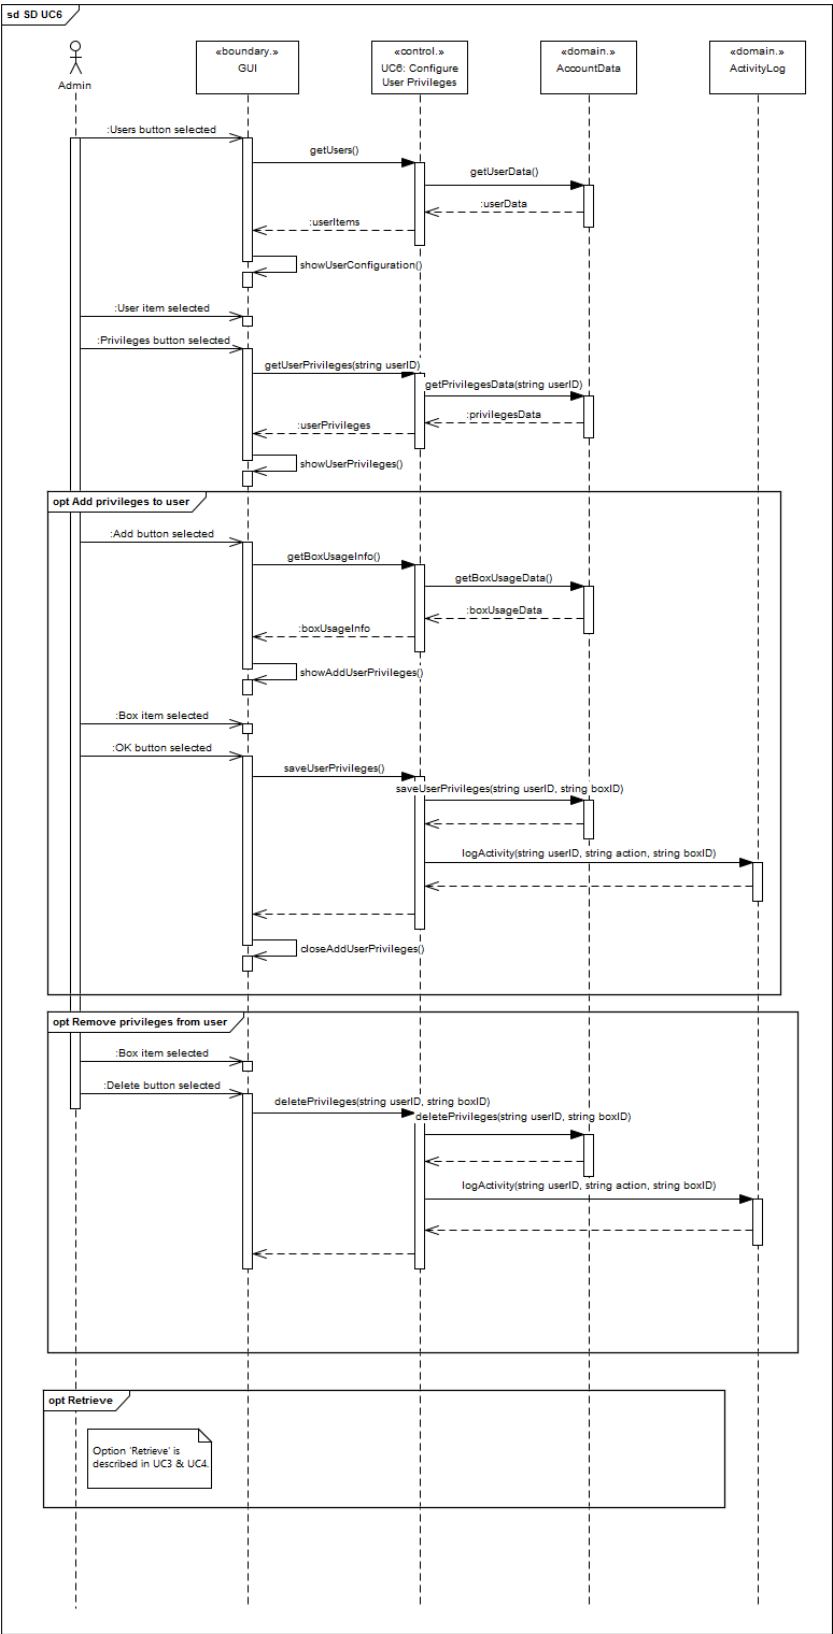 sd SD UC6
«boundary.»
GUI
«control.»
UC6: Configure
User Privileges
«domain.»
AccountData
«domain.»
ActivityLog
Admin
:Users button selected
getUsers()
getUserData()
:userData
:userItems
showUserConfiguration()
:User item selected
:Privileges button selected
getUserPrivileges(string userID)
getPrivilegesData(string userID)
:privilegesData
:userPrivileges
showUserPrivileges()
opt Add privileges to user
:Add button selected
getBoxUsageInfo()
getBoxUsageData()
:boxUsageData
:boxUsageInfo
showAddUserPrivileges()
:Box item selected
:OK button selected
saveUserPrivileges()
saveUserPrivileges(string userID, string boxID)
logActivity(string userID, string action, string boxID)
closeAddUserPrivileges()
opt Remove privileges from user
:Box item selected
:Delete button selected
deletePrivileges(string userID, string boxID)
deletePrivileges(string userID, string boxID)
logActivity(string userID, string action, string boxID)
opt Retrieve
Option 'Retrieve' is
described in UC3 & UC4.